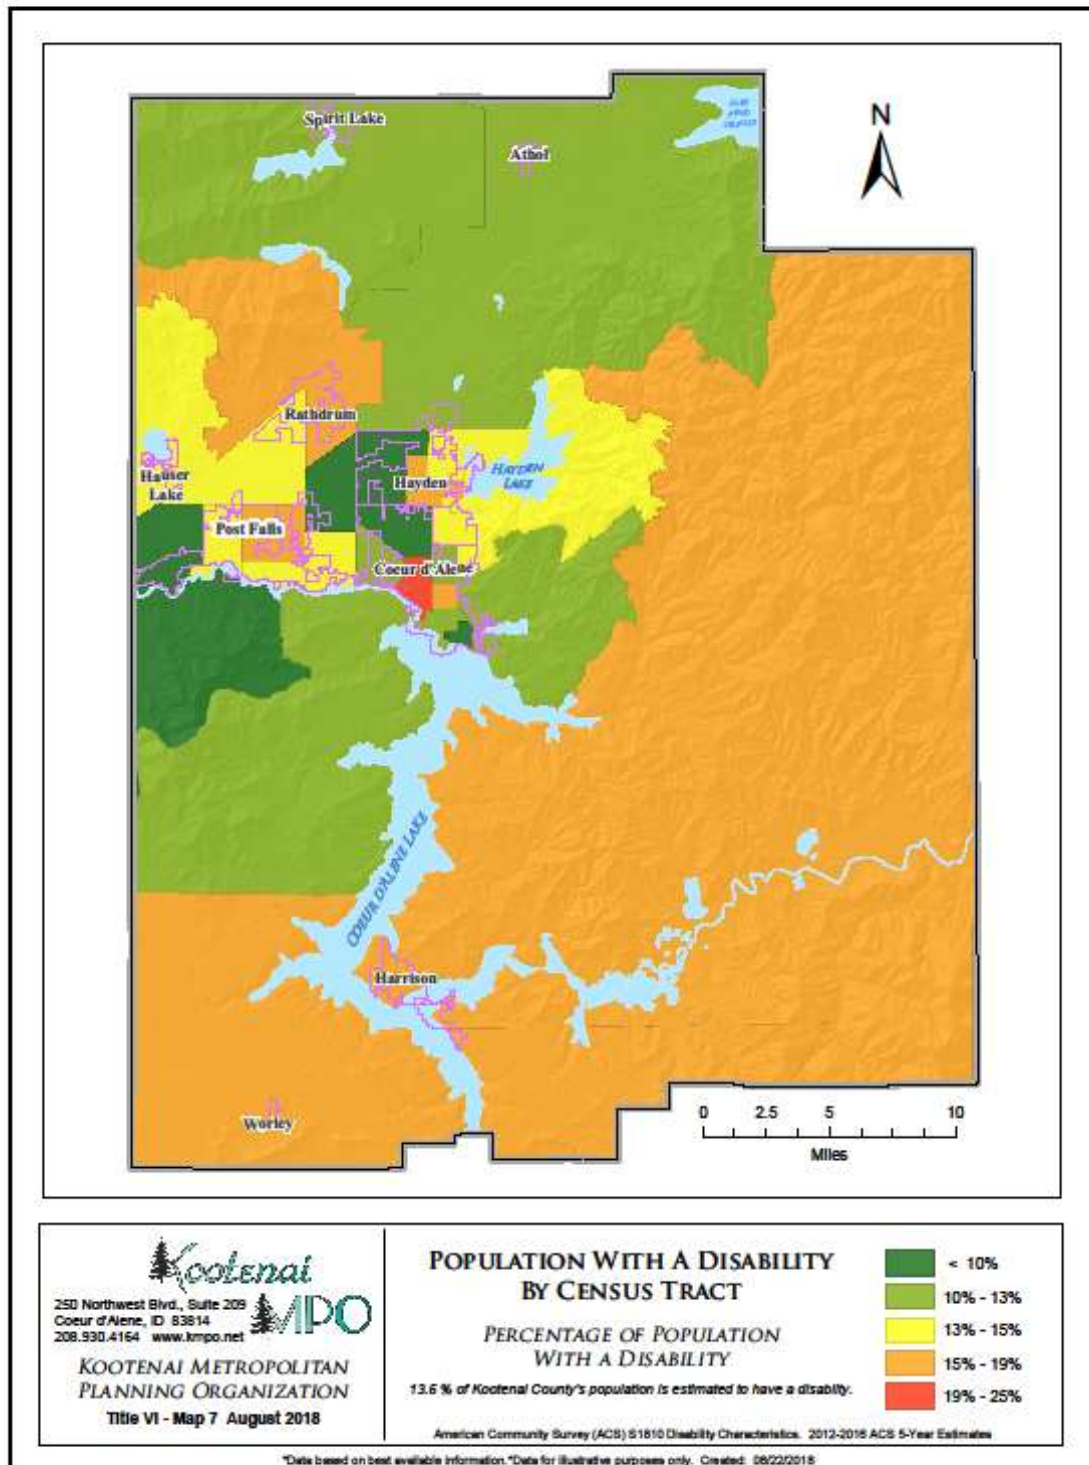 Spirit Lake
Athol
N
Rathdrum
Hauser
Lake
Hayden
HAYDEN
LAKE
Post Falls
Coeur d'Alene
COEUR D'ALENE LAKE
Harrison
Worley
0 2.5 5 10
Miles
Kootenai
MPO
250 Northwest Blvd., Suite 209
Coeur d'Alene, ID 83814
208.930.4164 www.kmpo.net
KOOTENAI METROPOLITAN
PLANNING ORGANIZATION
Title VI - Map 7 August 2018
POPULATION WITH A DISABILITY
BY CENSUS TRACT
PERCENTAGE OF POPULATION
WITH A DISABILITY
13.6 % of Kootenai County's population is estimated to have a disability.
< 10%
10% - 13%
13% - 15%
15% - 19%
19% - 25%
American Community Survey (ACS) S1810 Disability Characteristics. 2012-2016 ACS 5-Year Estimates
*Data based on best available information.*Data for illustrative purposes only. Created: 08/22/2018